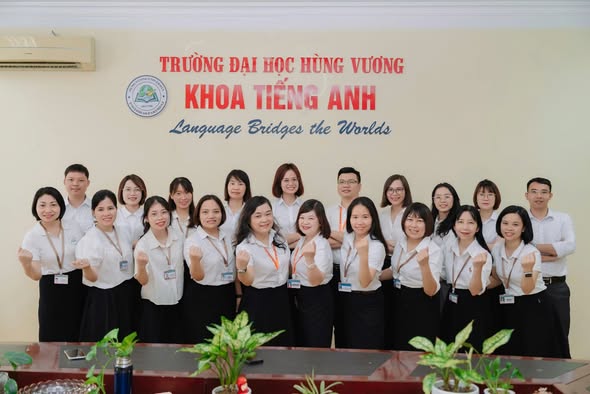 TRƯỜNG ĐẠI HỌC HÙNG VƯƠNG
KHOA TIẾNG ANH
Language Bridges the Worlds